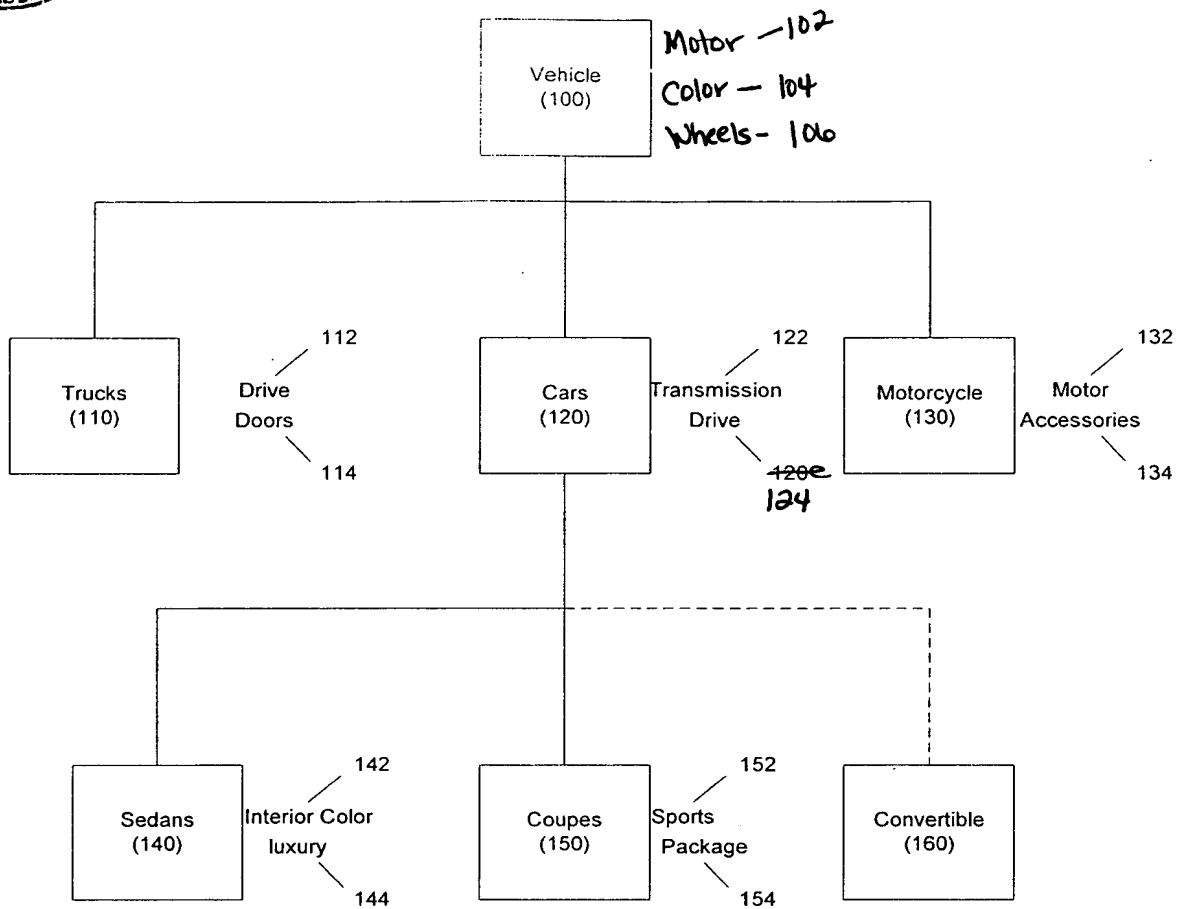 Vehicle
(100)
Motor - 102
Color - 104
Wheels - 106
112
122
132
Trucks
(110)
Drive
Doors
Cars
(120)
Transmission
Drive
Motorcycle
(130)
Motor
Accessories
114
120e
124
134
142
152
Sedans
(140)
Interior Color
luxury
Coupes
(150)
Sports
Package
Convertible
(160)
144
154